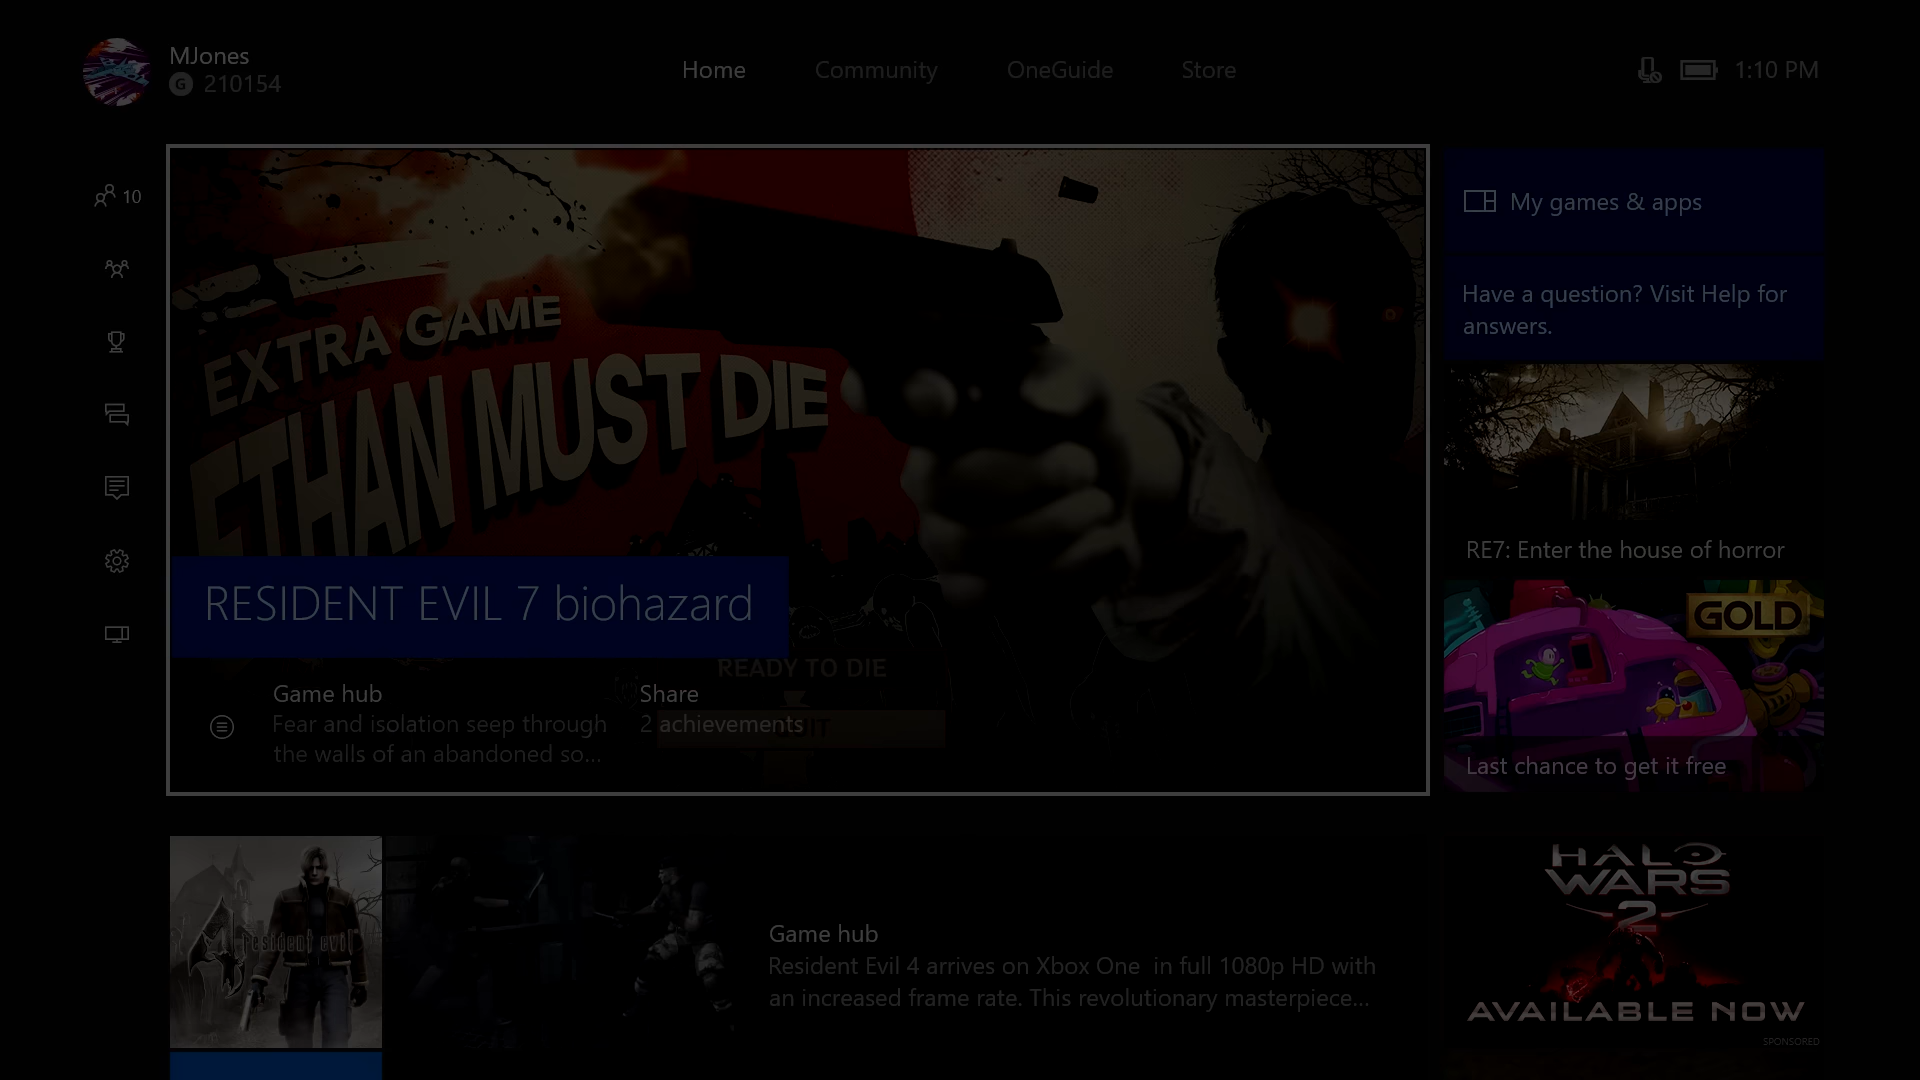 MJones
G 210154
Home
Community
OneGuide
Store
1:10 PM
10
EXTRA GAME
ETHAN MUST DIE
RESIDENT EVIL 7 biohazard
READY TO DIE
QUIT
Game hub
Fear and isolation seep through
the walls of an abandoned so...
Share
2 achievements
My games & apps
Have a question? Visit Help for
answers.
RE7: Enter the house of horror
GOLD
Last chance to get it free
4 resident evil
Game hub
Resident Evil 4 arrives on Xbox One  in full 1080p HD with
an increased frame rate. This revolutionary masterpiece...
HALO
WARS
2
AVAILABLE NOW
SPONSORED